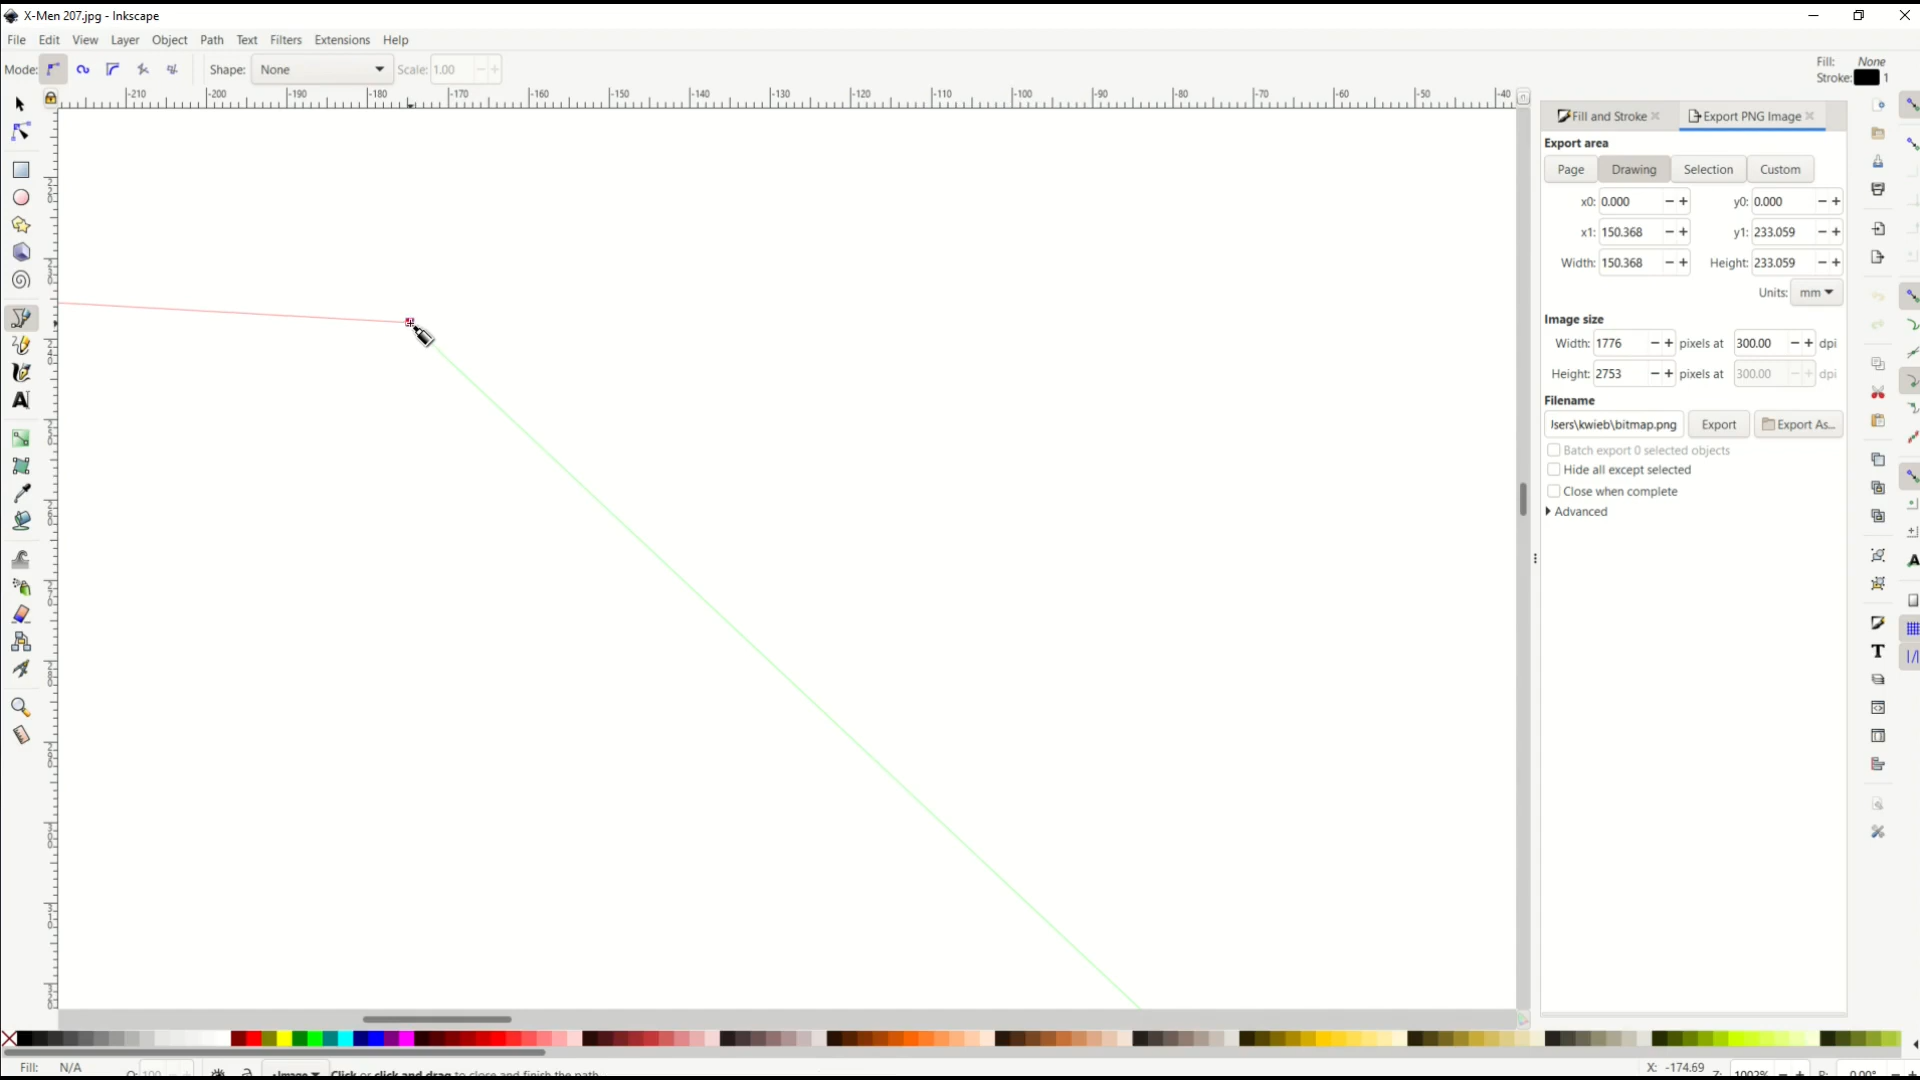 X-Men 207.jpg - Inkscape
File Edit View Layer Object Path Text Filters Extensions Help
Mode: Shape: None Scale: 1.00
Fill: None
Stroke: 1
-210 -200 -190 -180 -170 -160 -150 -140 -130 -120 -110 -100 -90 -80 -70 -60 -50 -40
Fill and Stroke Export PNG Image
Export area
Page Drawing Selection Custom
x0: 0.000 y0: 0.000
x1: 150.368 y1: 233.059
Width: 150.368 Height: 233.059
Units: mm
Image size
Width: 1776 pixels at 300.00 dpi
Height: 2753 pixels at 300.00 dpi
Filename
sers\kwieb\bitmap.png Export Export As...
Batch export 0 selected objects
Hide all except selected
Close when complete
Advanced
Fill: N/A O: 100 Image Click or click and drag to close and finish the path. X: -174.69 Z: 1002% R: 0.00°